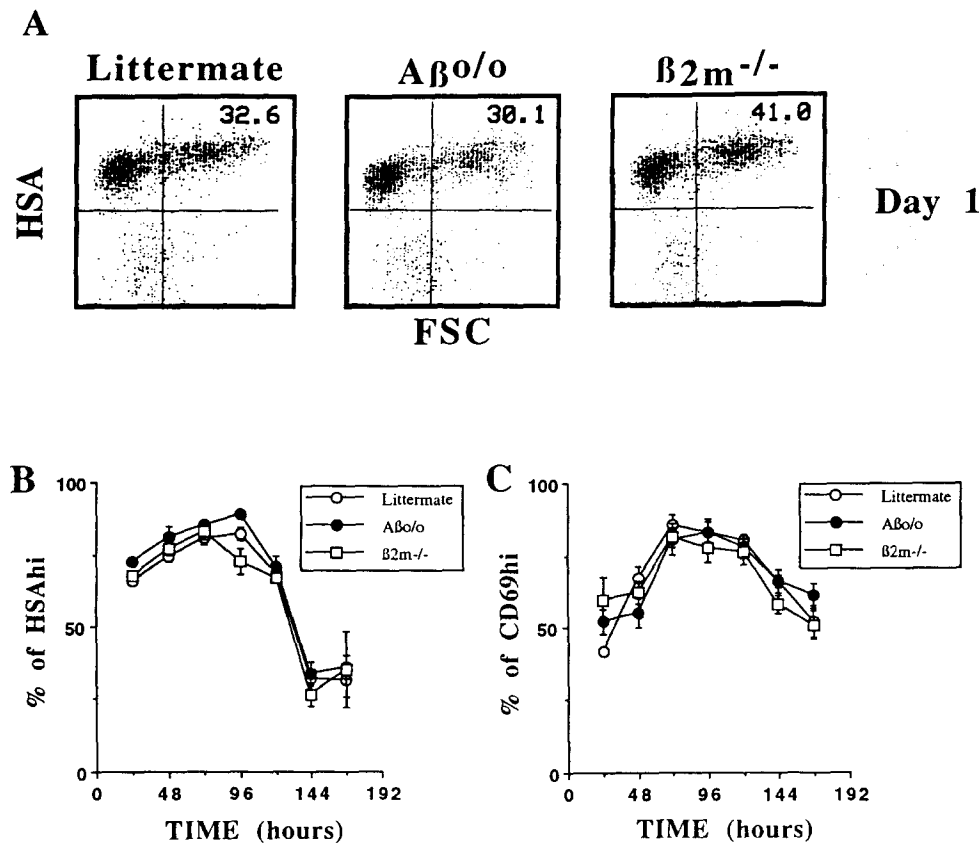 A
Littermate
Aβo/o
β2m-/-
32.6
30.1
41.0
HSA
Day 1
FSC
B
100
50
0
% of HSAhi
Littermate
Aβo/o
β2m-/-
0 48 96 144 192
TIME (hours)
C
100
50
0
% of CD69hi
Littermate
Aβo/o
β2m-/-
0 48 96 144 192
TIME (hours)